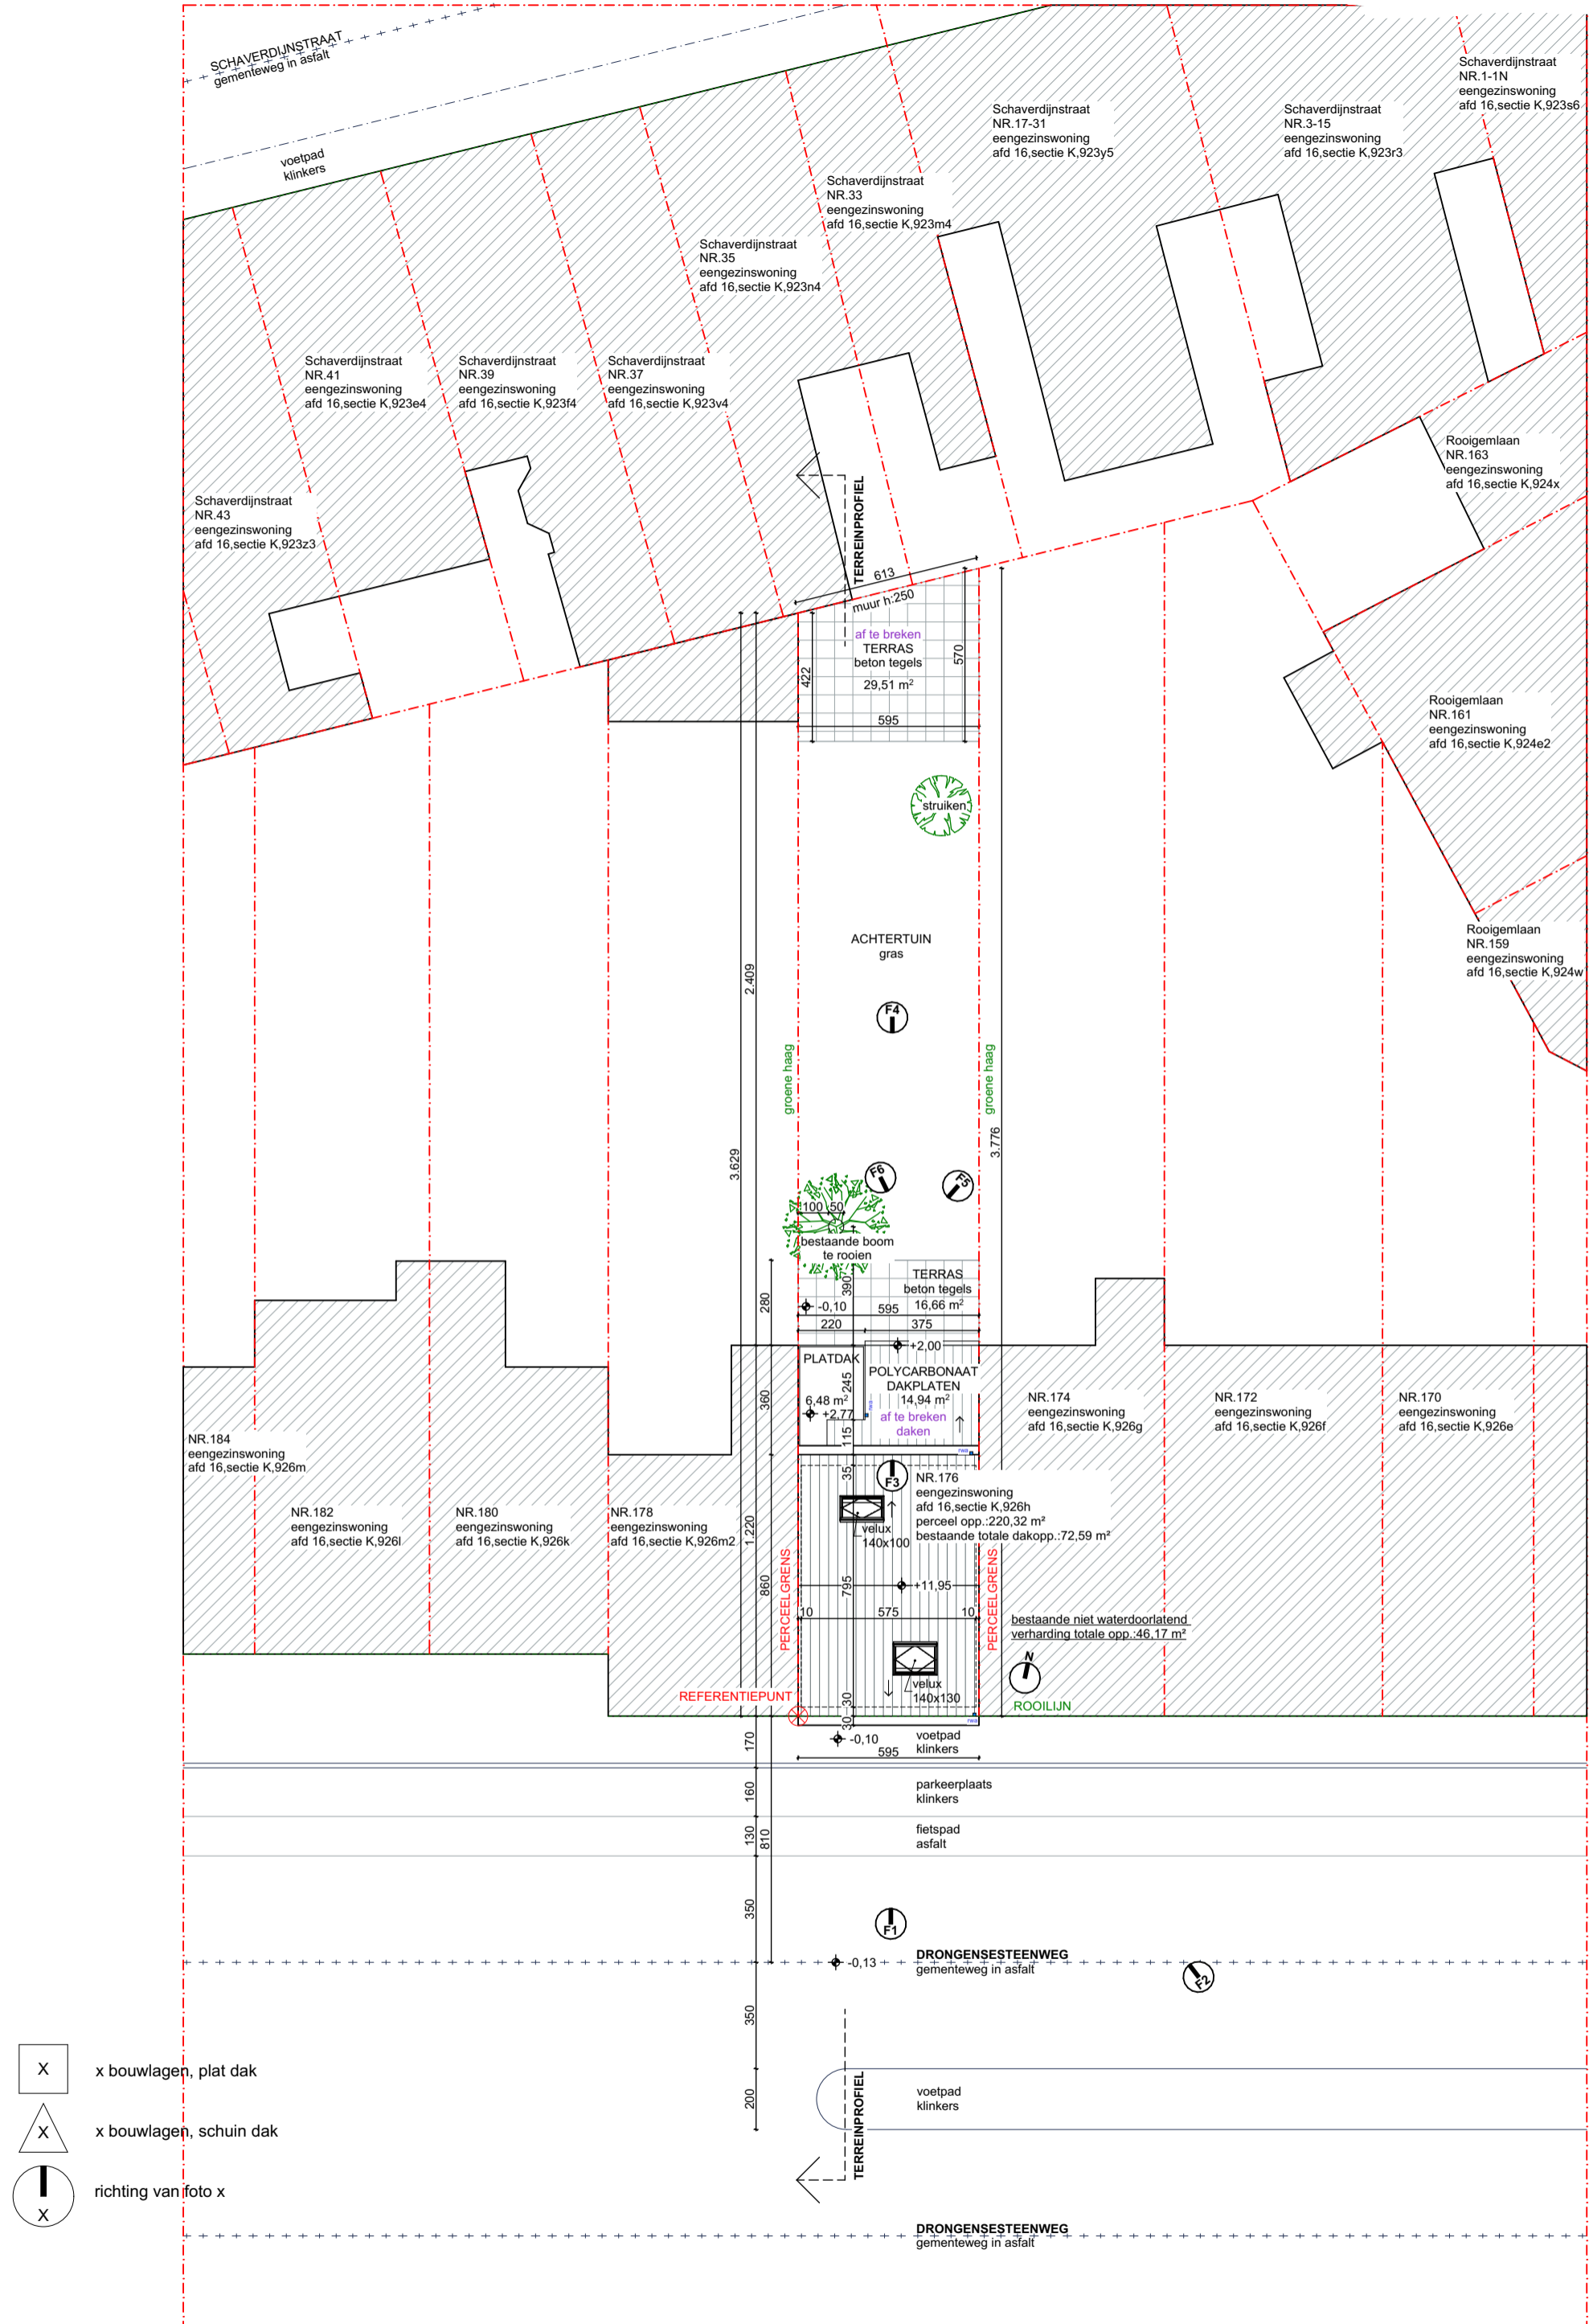 SCHAVERDIJNSTRAAT
gementeweg in asfalt
voetpad
klinkers
Schaverdijnstraat
NR.1-1N
eengezinswoning
afd 16,sectie K,923s6
Schaverdijnstraat
NR.17-31
eengezinswoning
afd 16,sectie K,923y5
Schaverdijnstraat
NR.3-15
eengezinswoning
afd 16,sectie K,923r3
Schaverdijnstraat
NR.33
eengezinswoning
afd 16,sectie K,923m4
Schaverdijnstraat
NR.35
eengezinswoning
afd 16,sectie K,923n4
Schaverdijnstraat
NR.41
eengezinswoning
afd 16,sectie K,923e4
Schaverdijnstraat
NR.39
eengezinswoning
afd 16,sectie K,923f4
Schaverdijnstraat
NR.37
eengezinswoning
afd 16,sectie K,923v4
Schaverdijnstraat
NR.43
eengezinswoning
afd 16,sectie K,923z3
Rooigemlaan
NR.163
eengezinswoning
afd 16,sectie K,924x
TERREINPROFIEL
613
muur h:250
af te breken
TERRAS
beton tegels
29,51 m²
422
570
595
Rooigemlaan
NR.161
eengezinswoning
afd 16,sectie K,924e2
struiken
Rooigemlaan
NR.159
eengezinswoning
afd 16,sectie K,924w
ACHTERTUIN
gras
2.409
F4
groene haag
groene haag
3.629
3.776
F6
F5
100
50
bestaande boom
te rooien
390
TERRAS
beton tegels
16,66 m²
-0,10
595
280
220
375
+2,00
PLATDAK
POLYCARBONAAT
DAKPLATEN
14,94 m²
245
6,48 m²
+2,77
af te breken
daken
rwa
115
360
rwa
NR.174
eengezinswoning
afd 16,sectie K,926g
NR.172
eengezinswoning
afd 16,sectie K,926f
NR.170
eengezinswoning
afd 16,sectie K,926e
NR.184
eengezinswoning
afd 16,sectie K,926m
NR.182
eengezinswoning
afd 16,sectie K,926l
NR.180
eengezinswoning
afd 16,sectie K,926k
NR.178
eengezinswoning
afd 16,sectie K,926m2
35
F3
NR.176
eengezinswoning
afd 16,sectie K,926h
perceel opp.:220,32 m²
bestaande totale dakopp.:72,59 m²
velux
140x100
1.220
860
PERCEELGRENS
PERCEELGRENS
795
+11,95
10
575
10
bestaande niet waterdoorlatend
verharding totale opp.:46,17 m²
N
velux
140x130
REFERENTIEPUNT
ROOILIJN
30
30
rwa
-0,10
595
voetpad
klinkers
170
parkeerplaats
klinkers
160
fietspad
asfalt
130
810
350
F1
-0,13
DRONGENSESTEENWEG
gementeweg in asfalt
F2
350
200
voetpad
klinkers
TERREINPROFIEL
X
x bouwlagen, plat dak
X
x bouwlagen, schuin dak
X
richting van foto x
DRONGENSESTEENWEG
gementeweg in asfalt